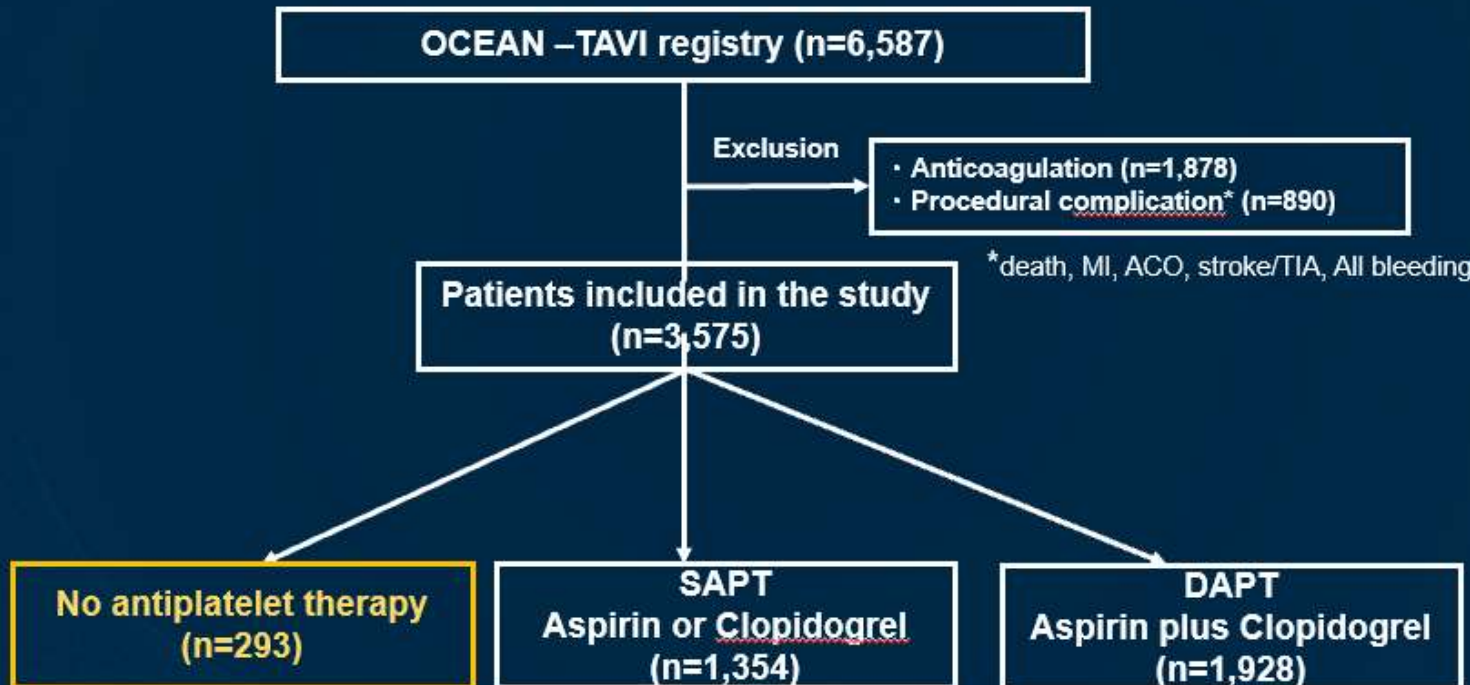 OCEAN –TAVI registry (n=6,587)
Exclusion
・Anticoagulation (n=1,878)
・Procedural complication* (n=890)
*death, MI, ACO, stroke/TIA, All bleeding
Patients included in the study
(n=3,575)
No antiplatelet therapy
(n=293)
SAPT
Aspirin or Clopidogrel
(n=1,354)
DAPT
Aspirin plus Clopidogrel
(n=1,928)